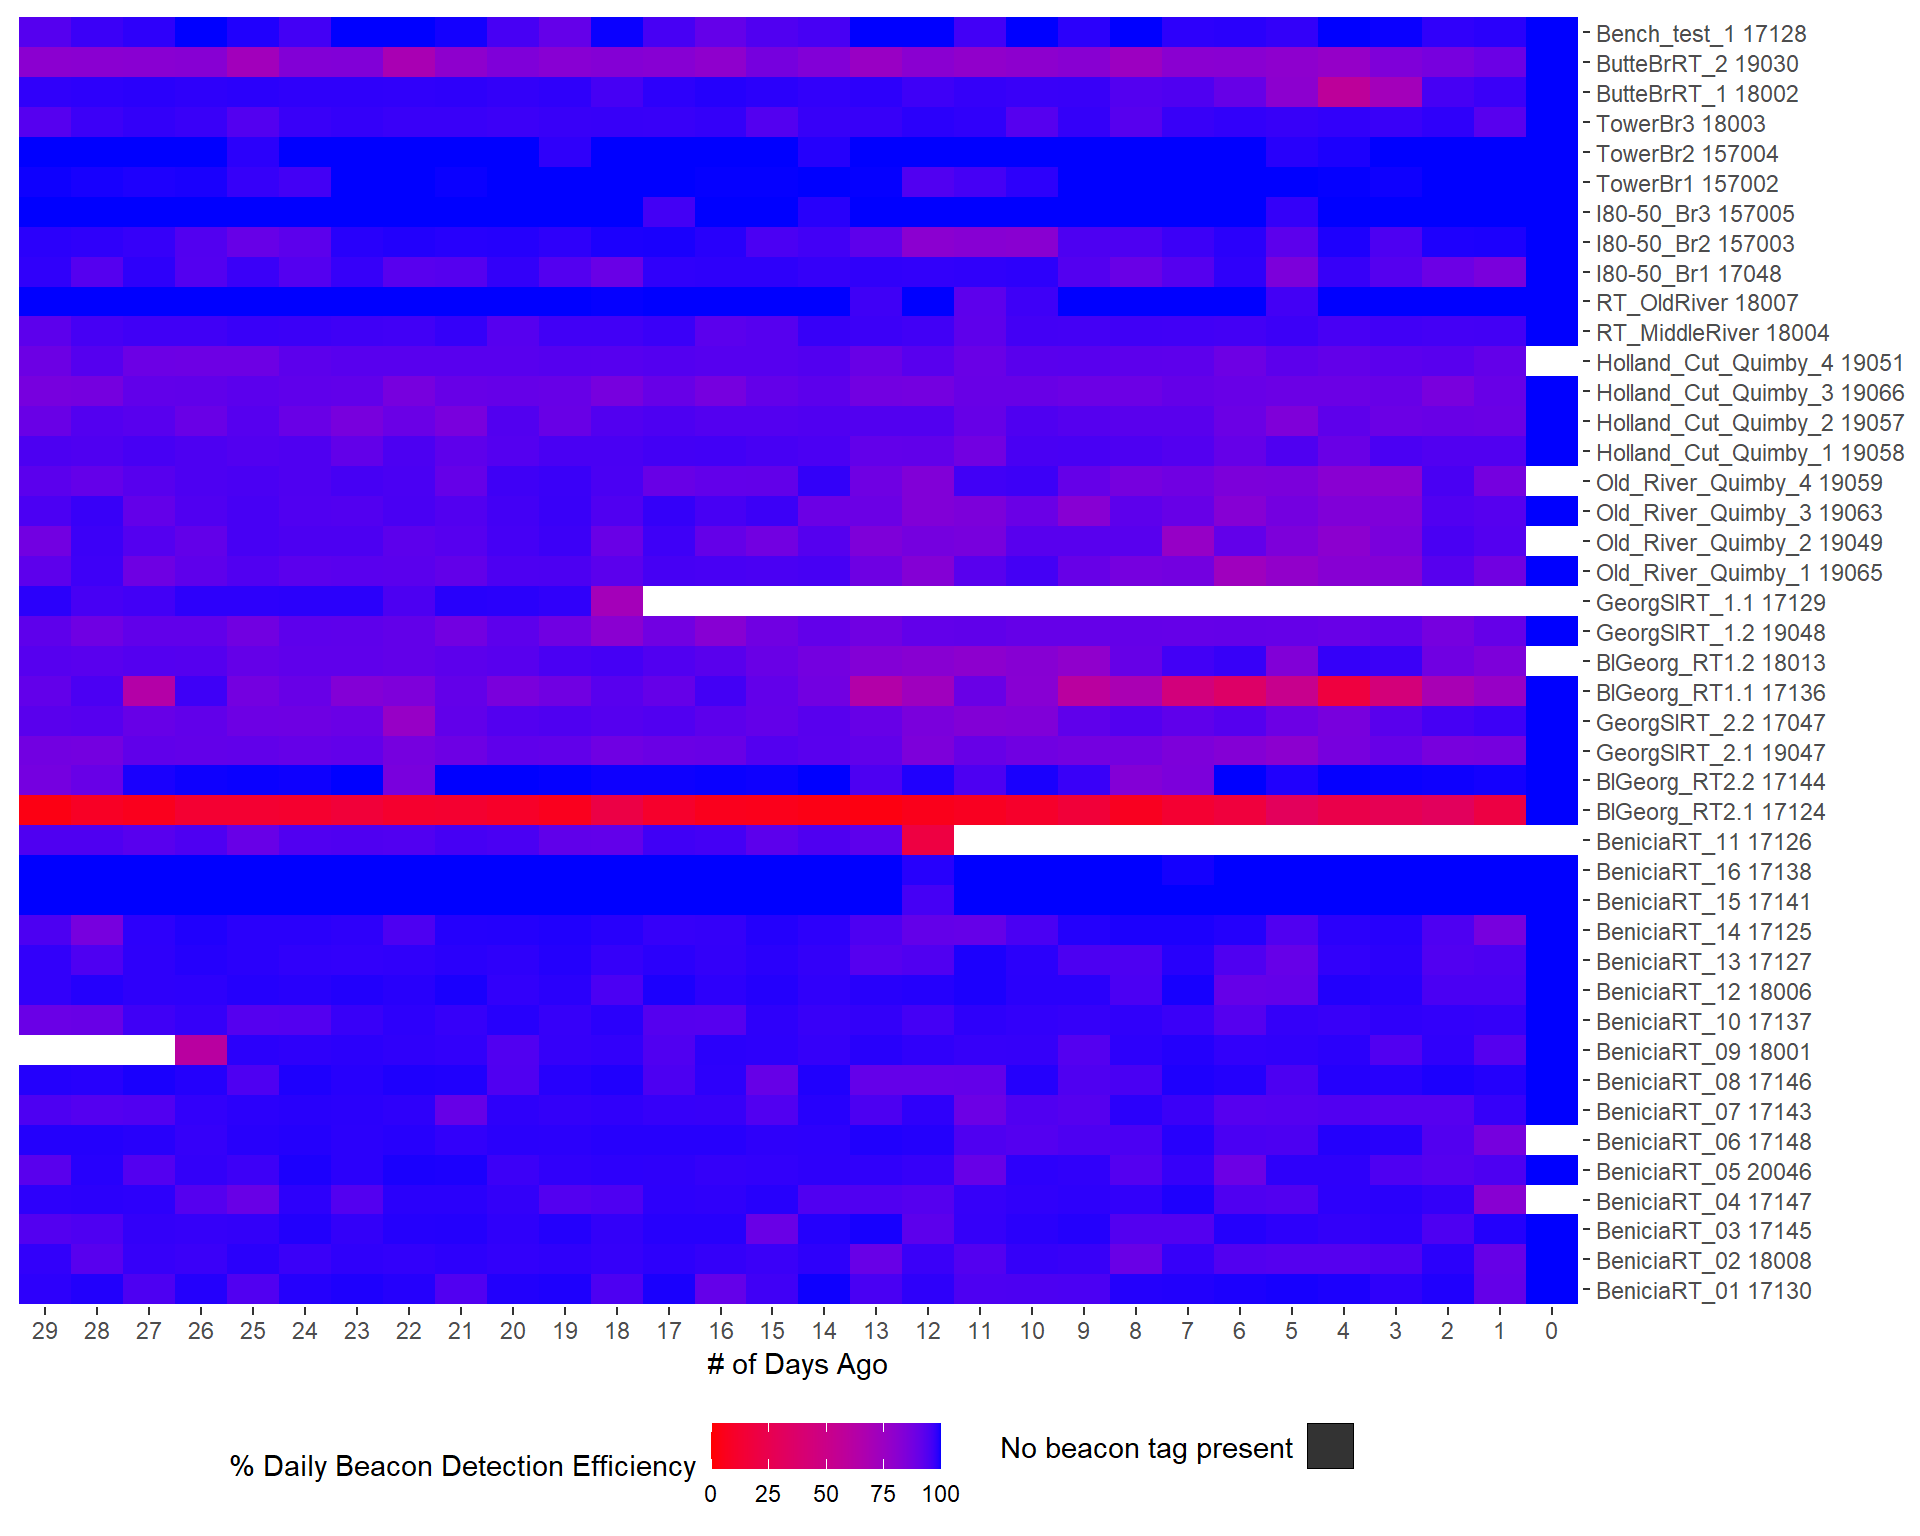 Bench_test_1 17128
ButteBrRT_2 19030
ButteBrRT_1 18002
TowerBr3 18003
TowerBr2 157004
TowerBr1 157002
I80-50_Br3 157005
I80-50_Br2 157003
I80-50_Br1 17048
RT_OldRiver 18007
RT_MiddleRiver 18004
Holland_Cut_Quimby_4 19051
Holland_Cut_Quimby_3 19066
Holland_Cut_Quimby_2 19057
Holland_Cut_Quimby_1 19058
Old_River_Quimby_4 19059
Old_River_Quimby_3 19063
Old_River_Quimby_2 19049
Old_River_Quimby_1 19065
GeorgSlRT_1.1 17129
GeorgSlRT_1.2 19048
BlGeorg_RT1.2 18013
BlGeorg_RT1.1 17136
GeorgSlRT_2.2 17047
GeorgSlRT_2.1 19047
BlGeorg_RT2.2 17144
BlGeorg_RT2.1 17124
BeniciaRT_11 17126
BeniciaRT_16 17138
BeniciaRT_15 17141
BeniciaRT_14 17125
BeniciaRT_13 17127
BeniciaRT_12 18006
BeniciaRT_10 17137
BeniciaRT_09 18001
BeniciaRT_08 17146
BeniciaRT_07 17143
BeniciaRT_06 17148
BeniciaRT_05 20046
BeniciaRT_04 17147
BeniciaRT_03 17145
BeniciaRT_02 18008
BeniciaRT_01 17130
29 28 27 26 25 24 23 22 21 20 19 18 17 16 15 14 13 12 11 10 9 8 7 6 5 4 3 2 1 0
# of Days Ago
% Daily Beacon Detection Efficiency
0 25 50 75 100
No beacon tag present